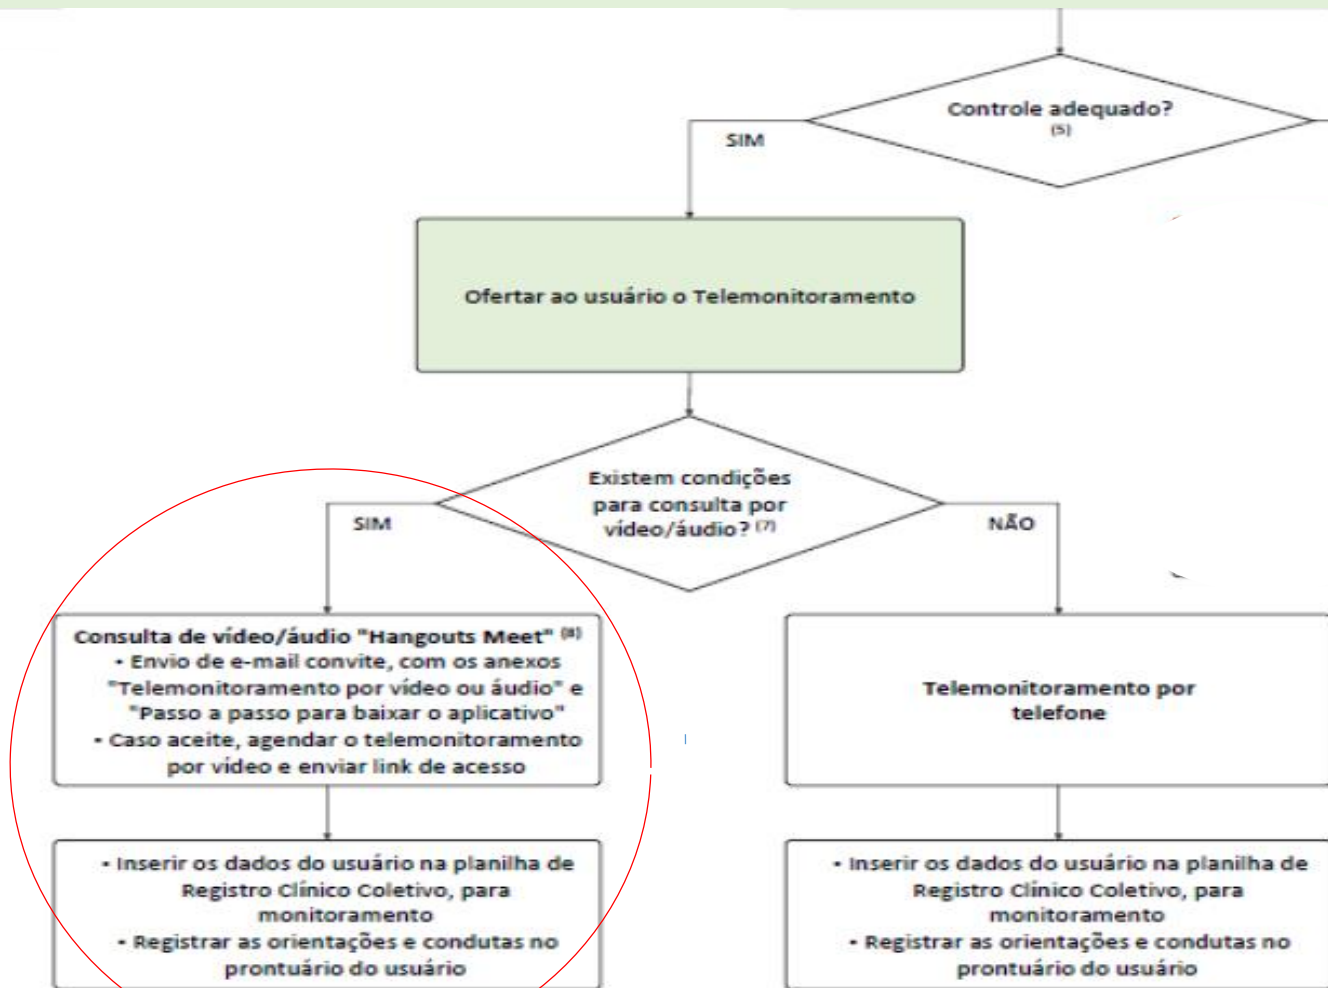 Controle adequado?
(5)
SIM
Ofertar ao usuário o Telemonitoramento
Existem condições
para consulta por
vídeo/áudio? (7)
SIM
NÃO
Consulta de vídeo/áudio "Hangouts Meet" (8)
• Envio de e-mail convite, com os anexos
"Telemonitoramento por vídeo ou áudio" e
"Passo a passo para baixar o aplicativo"
• Caso aceite, agendar o telemonitoramento
por vídeo e enviar link de acesso
Telemonitoramento por
telefone
• Inserir os dados do usuário na planilha de
Registro Clínico Coletivo, para
monitoramento
• Registrar as orientações e condutas no
prontuário do usuário
• Inserir os dados do usuário na planilha de
Registro Clínico Coletivo, para
monitoramento
• Registrar as orientações e condutas no
prontuário do usuário